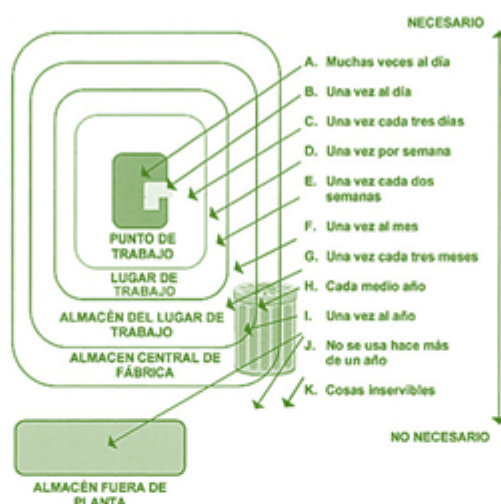 NECESARIO
A. Muchas veces al día
B. Una vez al día
C. Una vez cada tres días
D. Una vez por semana
E. Una vez cada dos
semanas
F. Una vez al mes
G. Una vez cada tres meses
H. Cada medio año
I. Una vez al año
J. No se usa hace más
de un año
K. Cosas inservibles
NO NECESARIO
PUNTO DE
TRABAJO
LUGAR DE
TRABAJO
ALMACÉN DEL LUGAR DE
TRABAJO
ALMACEN CENTRAL DE
FÁBRICA
ALMACÉN FUERA DE
PLANTA